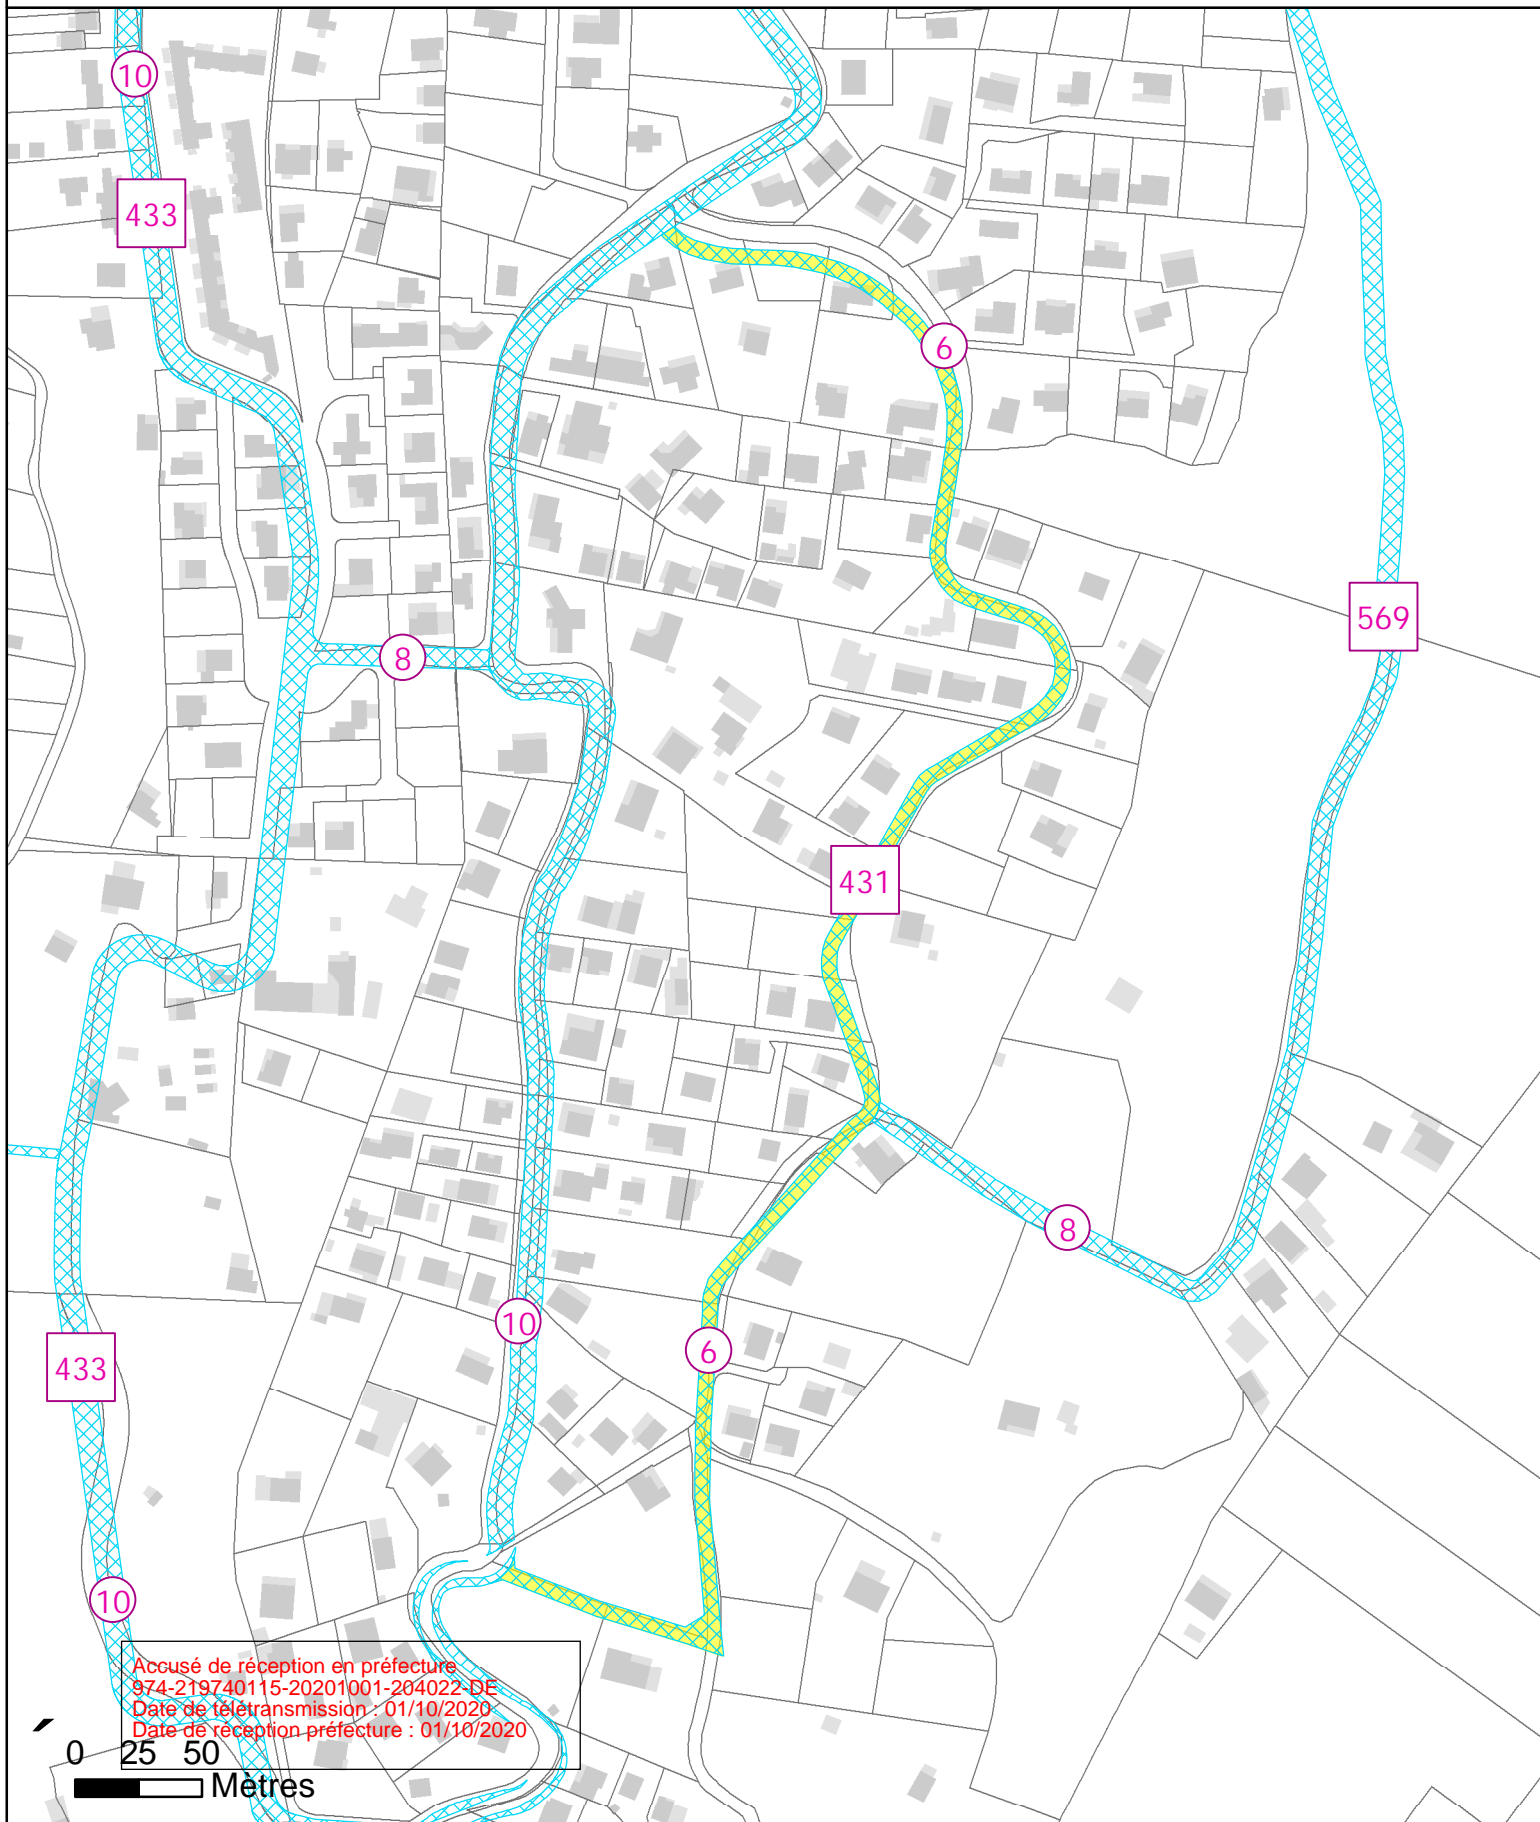 10
433
6
8
569
431
8
10
6
433
10
Accusé de réception en préfecture
974-219740115-20201001-204022-DE
Date de télétransmission : 01/10/2020
Date de réception préfecture : 01/10/2020
0 25 50
Mètres